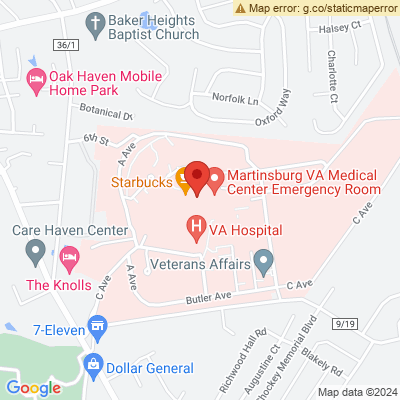 Map error: g.co/staticmaperror
Baker Heights
Baptist Church
Halsey Ct
36/1
Charlotte Ct
Oak Haven Mobile
Home Park
Norfolk Ln
Oxford Way
Botanical Dr
6th St
A Ave
Starbucks
Martinsburg VA Medical
Center Emergency Room
C Ave
Care Haven Center
H
VA Hospital
Veterans Affairs
The Knolls
C Ave
A Ave
Butler Ave
C Ave
7-Eleven
9/19
Richwood Hall Rd
Augustine Ct
Shockey Memorial Blvd
Blakely Rd
Dollar General
Google
Map data ©2024